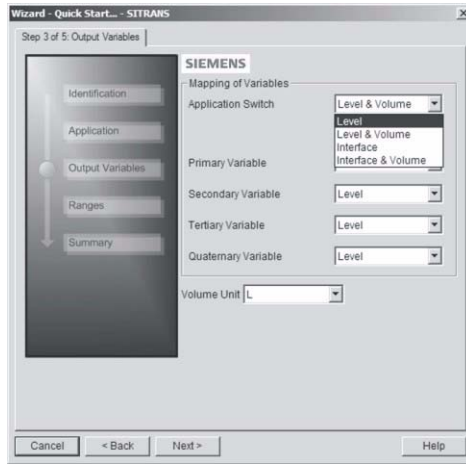 Wizard - Quick Start... - SITRANS
Step 3 of 5: Output Variables
SIEMENS
Identification
Application
Output Variables
Ranges
Summary
Mapping of Variables
Application Switch
Level & Volume
Level
Level & Volume
Interface
Interface & Volume
Primary Variable
Secondary Variable
Level
Tertiary Variable
Level
Quaternary Variable
Level
Volume Unit L
Cancel
< Back
Next >
Help